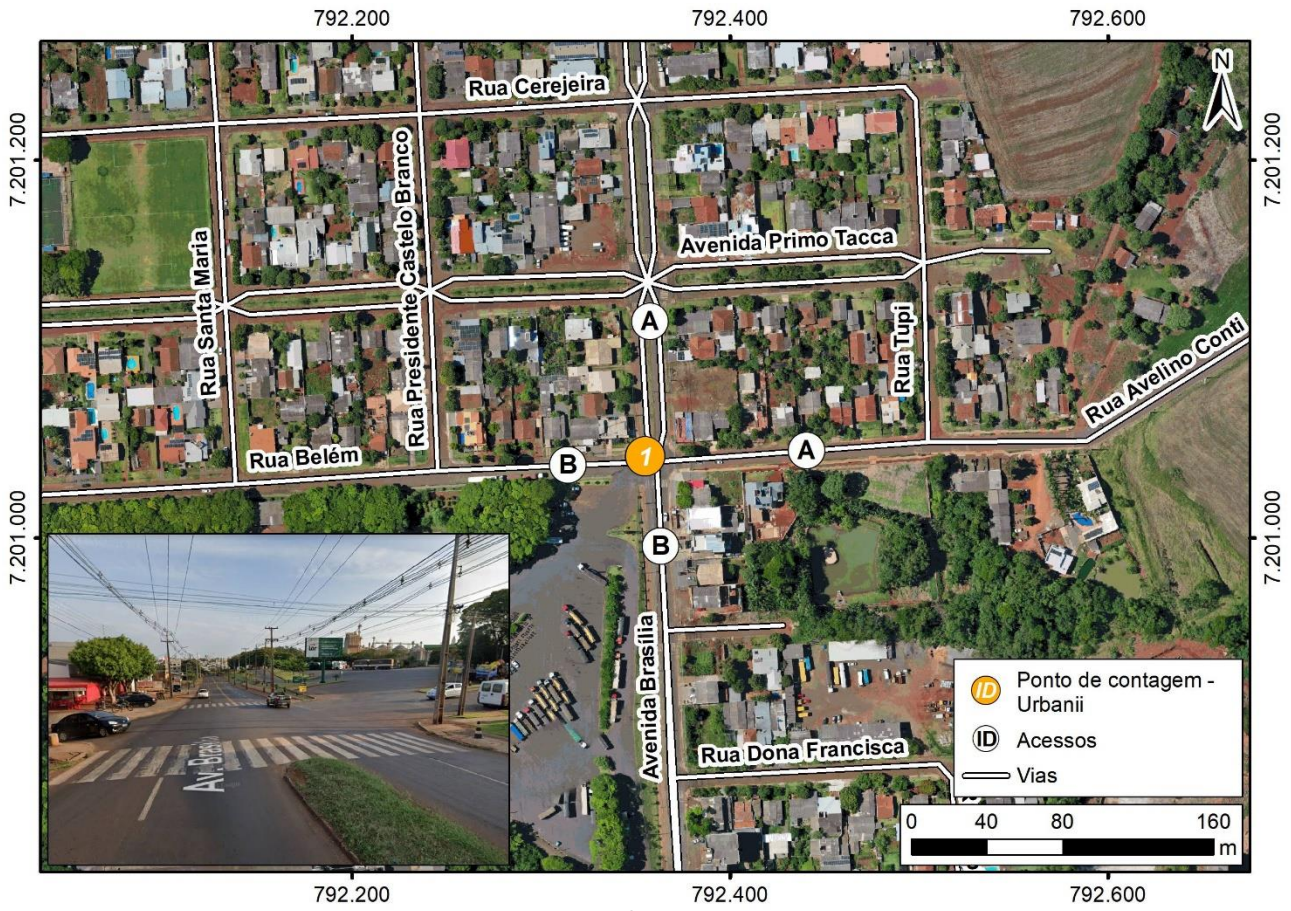 792.200
792.400
792.600
N
Rua Cerejeira
7.201.200
7.201.200
Rua Presidente Castelo Branco
Rua Santa Maria
Avenida Primo Tacca
A
Rua Tupi
Rua Avelino Conti
Rua Belém
B
1
A
7.201.000
7.201.000
B
Avenida Brasília
Av. Bras
ID
Ponto de contagem -
Urbanii
ID
Acessos
Vias
Rua Dona Francisca
0
40
80
160
m
792.200
792.400
792.600